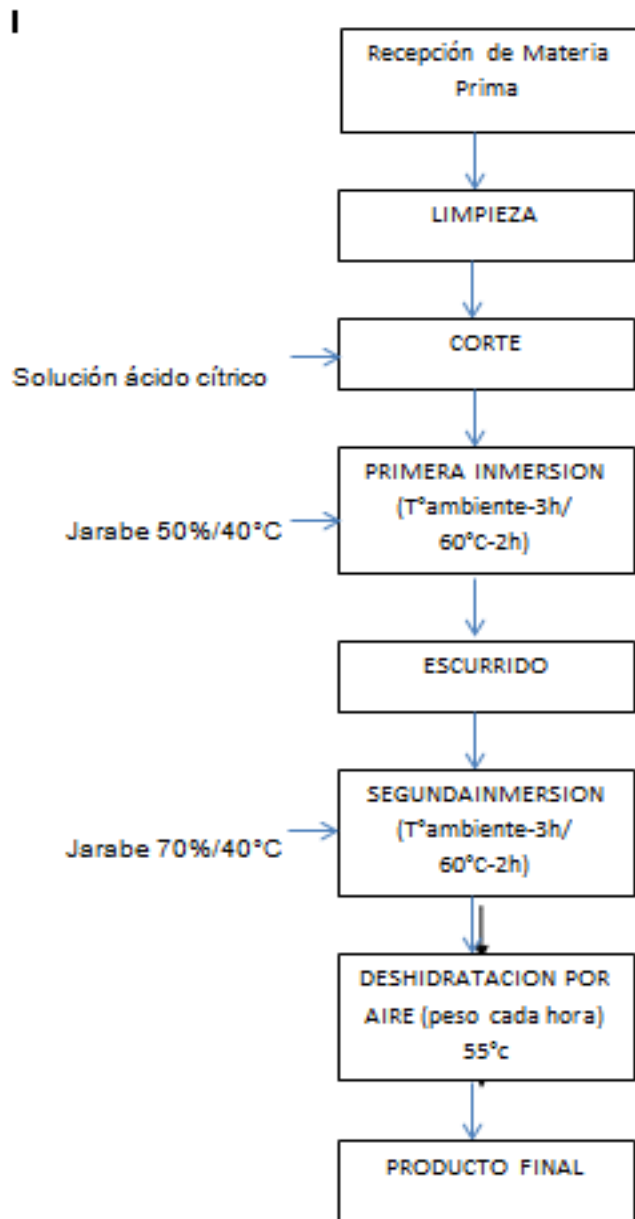 I
Recepción de Materia
Prima
LIMPIEZA
CORTE
Solución ácido cítrico
PRIMERA INMERSION
(T°ambiente-3h/
60°C-2h)
Jarabe 50%/40°C
ESCURRIDO
SEGUNDAINMERSION
(T°ambiente-3h/
60°C-2h)
Jarabe 70%/40°C
DESHIDRATACION POR
AIRE (peso cada hora)
55°c
PRODUCTO FINAL